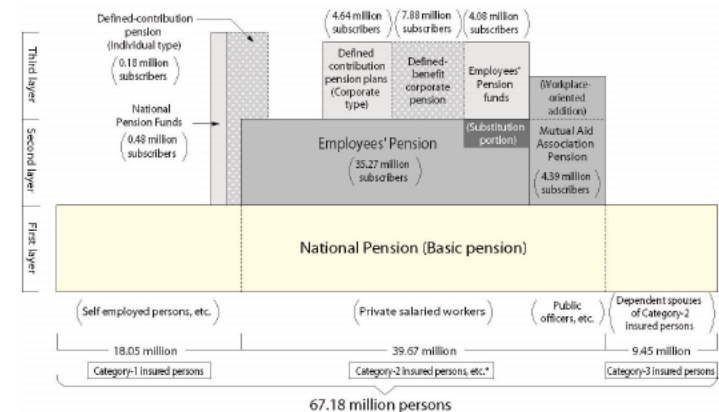 Defined-contribution
pension
(Individual type)
(0.18 million
subscribers)
National
Pension Funds
(0.48 million
subscribers)
(4.64 million
subscribers)
(7.88 million
subscribers)
(4.08 million
subscribers)
Third layer
Defined
contribution
pension plans
(Corporate
type)
Defined-
benefit
corporate
pension
Employees'
Pension
funds
(Workplace-
oriented
addition)
Second layer
Employees' Pension
(35.27 million
subscribers)
(Substitution
portion)
Mutual Aid
Association
Pension
(4.39 million
subscribers)
First layer
National Pension (Basic pension)
(Self employed persons, etc.)
(Private salaried workers)
(Public
officers, etc.)
(Dependent spouses
of Category-2
insured persons)
18.05 million
39.67 million
9.45 million
Category-1 insured persons
Category-2 insured persons, etc.*
Category-3 insured persons
67.18 million persons